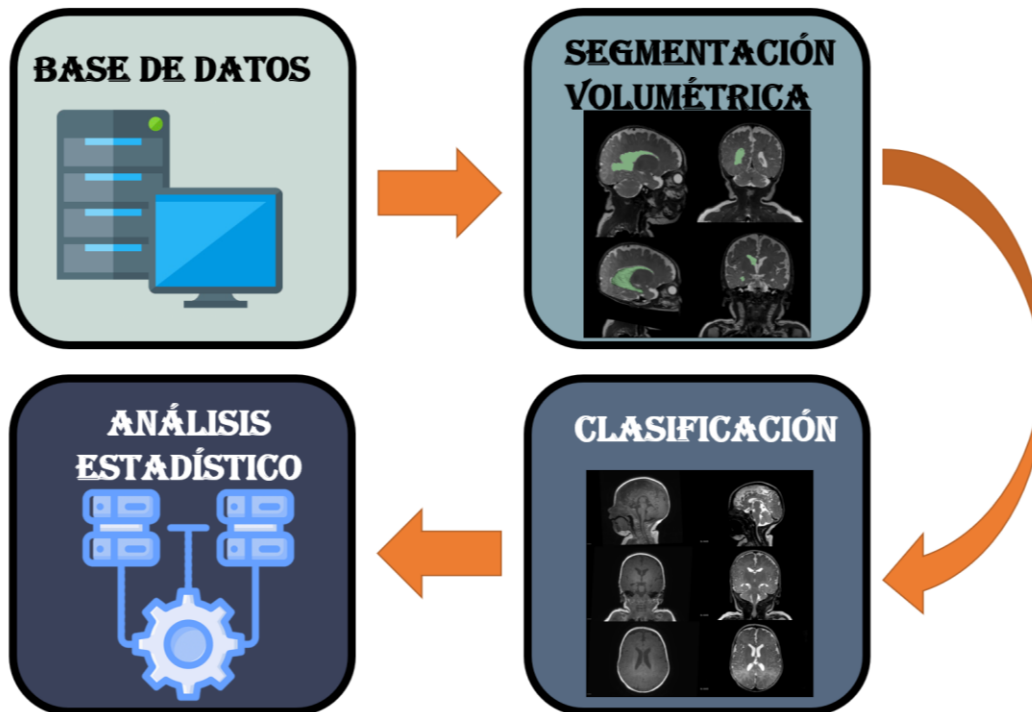 BASE DE DATOS
SEGMENTACIÓN
VOLUMÉTRICA
ANÁLISIS
ESTADÍSTICO
CLASIFICACIÓN